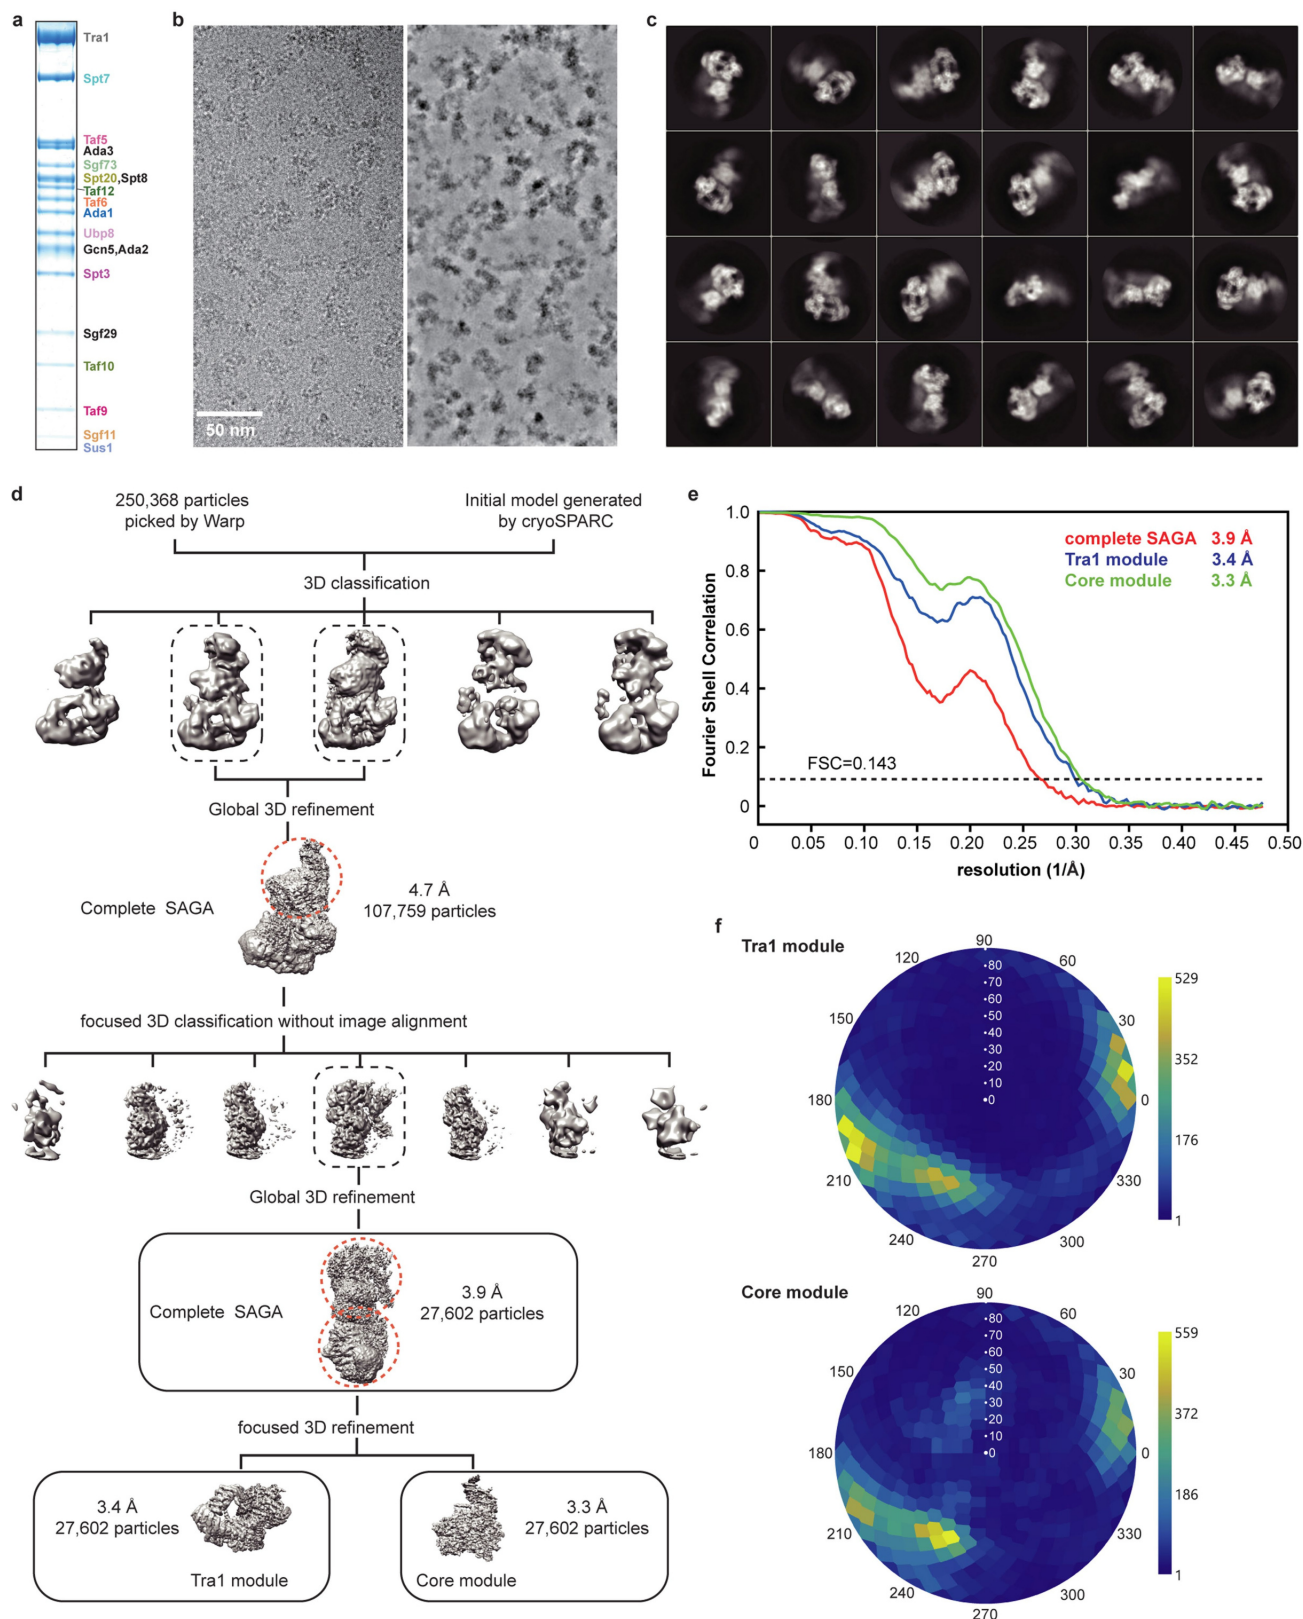 a
Tra1
Spt7
Taf5
Ada3
Sgf73
Spt20,Spt8
Taf12
Taf6
Ada1
Ubp8
Gcn5,Ada2
Spt3
Sgf29
Taf10
Taf9
Sgf11
Sus1
b
50 nm
c
d
250,368 particles
picked by Warp
Initial model generated
by cryoSPARC
3D classification
Global 3D refinement
Complete SAGA
4.7 Å
107,759 particles
focused 3D classification without image alignment
Global 3D refinement
Complete SAGA
3.9 Å
27,602 particles
focused 3D refinement
3.4 Å
27,602 particles
Tra1 module
3.3 Å
27,602 particles
Core module
e
Fourier Shell Correlation
1.0
0.8
0.6
0.4
0.2
0
complete SAGA 3.9 Å
Tra1 module 3.4 Å
Core module 3.3 Å
FSC=0.143
0 0.05 0.10 0.15 0.20 0.25 0.30 0.35 0.40 0.45 0.50
resolution (1/Å)
f
Tra1 module
90
120
60
150
30
180
0
210
330
240
300
270
80
70
60
50
40
30
20
10
0
529
352
176
1
Core module
90
120
60
150
30
180
0
210
330
240
300
270
80
70
60
50
40
30
20
10
0
559
372
186
1